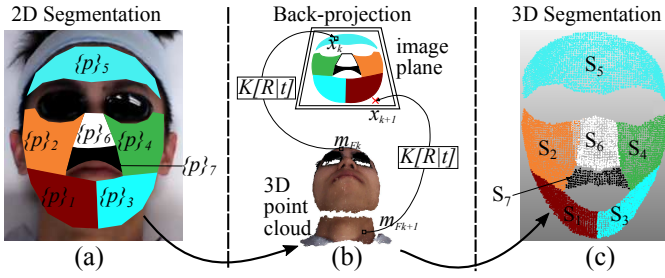 2D Segmentation
{p}5
{p}6
{p}2
{p}4
{p}7
{p}1
{p}3
(a)
Back-projection
xk
image
plane
K[R|t]
xk+1
mFk
K[R|t]
3D
point
cloud
mFk+1
(b)
3D Segmentation
S5
S6
S2
S4
S7
S1
S3
(c)